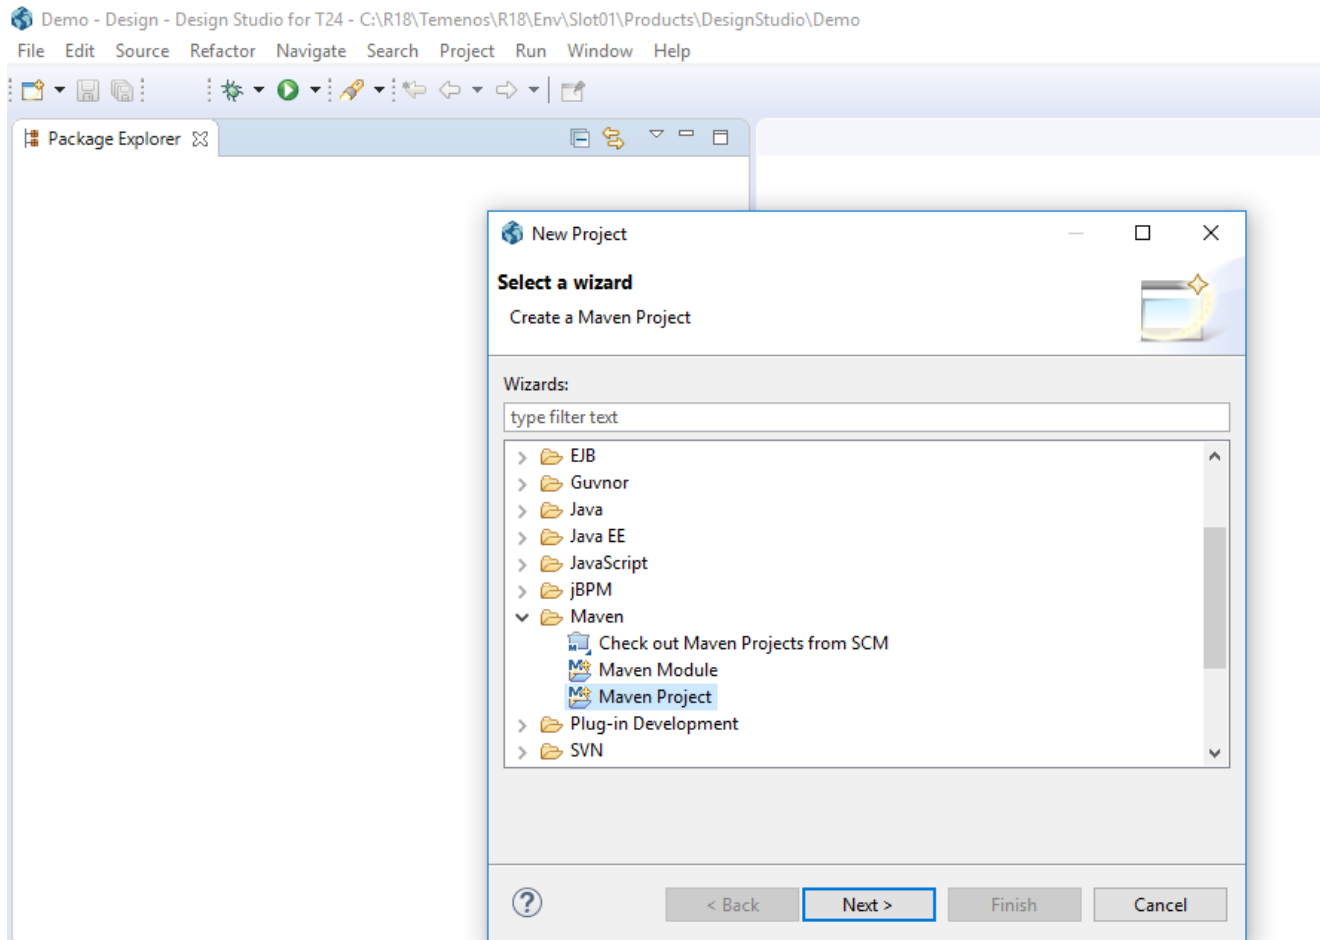 Demo - Design - Design Studio for T24 - C:\R18\Temenos\R18\Env\Slot01\Products\DesignStudio\Demo
File Edit Source Refactor Navigate Search Project Run Window Help
Package Explorer
New Project
Select a wizard
Create a Maven Project
Wizards:
type filter text
EJB
Guvnor
Java
Java EE
JavaScript
jBPM
Maven
Check out Maven Projects from SCM
Maven Module
Maven Project
Plug-in Development
SVN
< Back Next > Finish Cancel